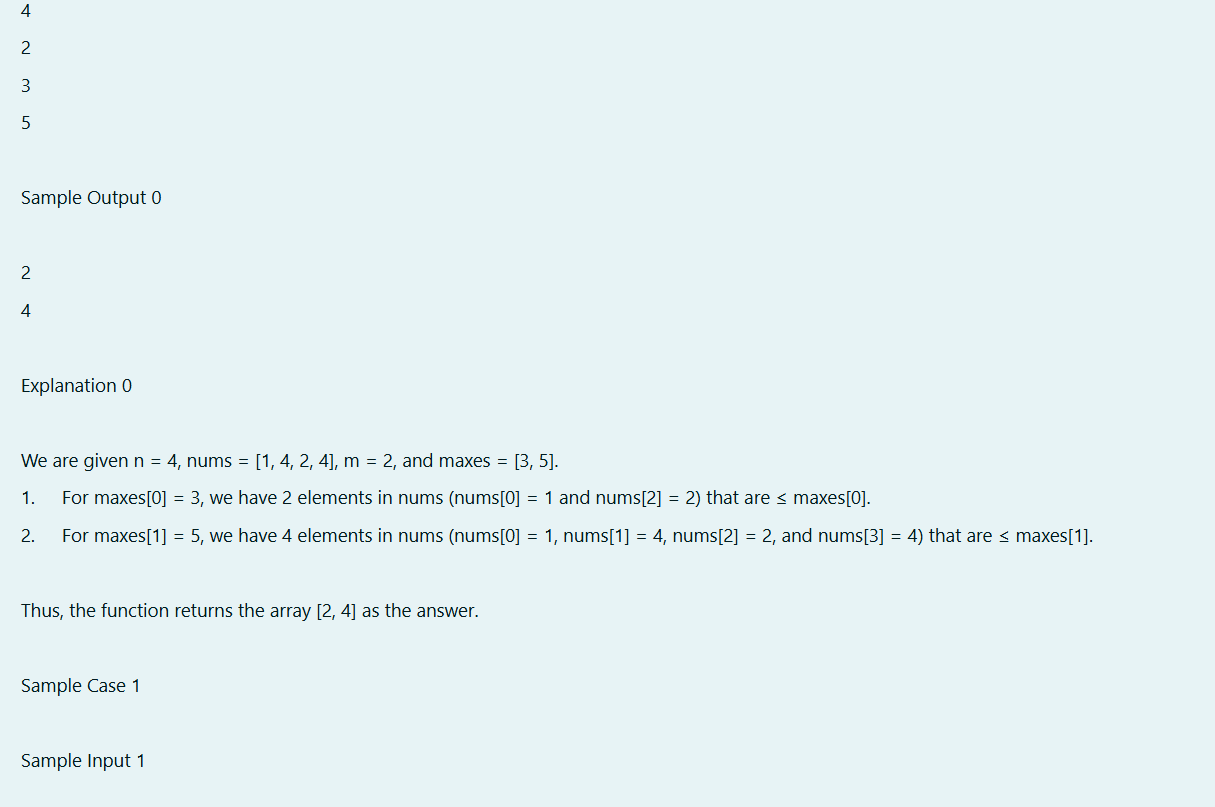 4
2
3
5
Sample Output 0
2
4
Explanation 0
We are given n = 4, nums = [1, 4, 2, 4], m = 2, and maxes = [3, 5].
1. For maxes[0] = 3, we have 2 elements in nums (nums[0] = 1 and nums[2] = 2) that are ≤ maxes[0].
2. For maxes[1] = 5, we have 4 elements in nums (nums[0] = 1, nums[1] = 4, nums[2] = 2, and nums[3] = 4) that are ≤ maxes[1].
Thus, the function returns the array [2, 4] as the answer.
Sample Case 1
Sample Input 1